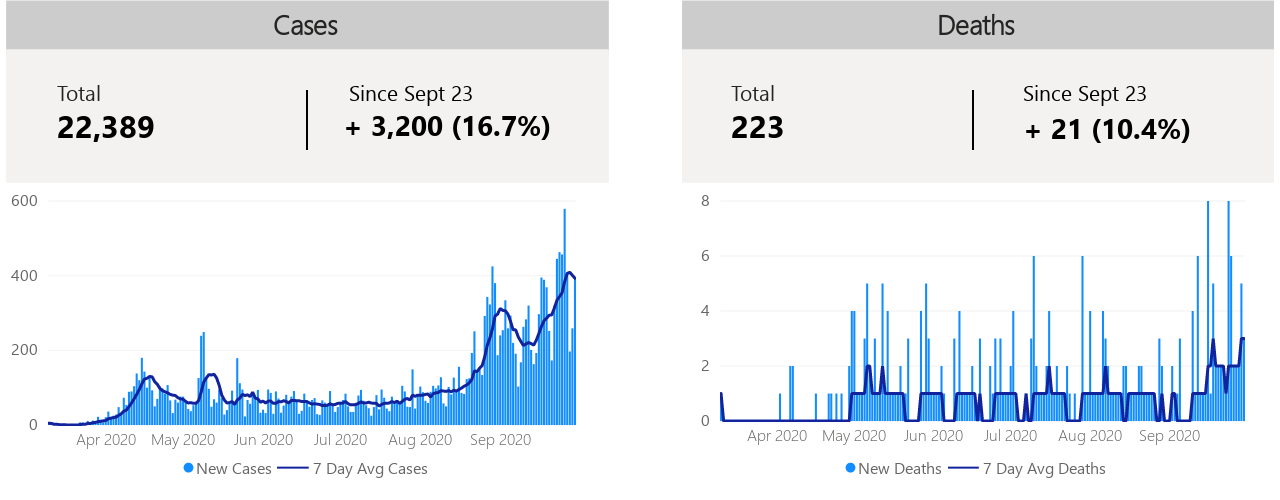 Cases
Total
22,389
Since Sept 23
+ 3,200 (16.7%)
600
400
200
0
Apr 2020 May 2020 Jun 2020 Jul 2020 Aug 2020 Sep 2020
New Cases 7 Day Avg Cases
Deaths
Total
223
Since Sept 23
+ 21 (10.4%)
8
6
4
2
0
Apr 2020 May 2020 Jun 2020 Jul 2020 Aug 2020 Sep 2020
New Deaths 7 Day Avg Deaths